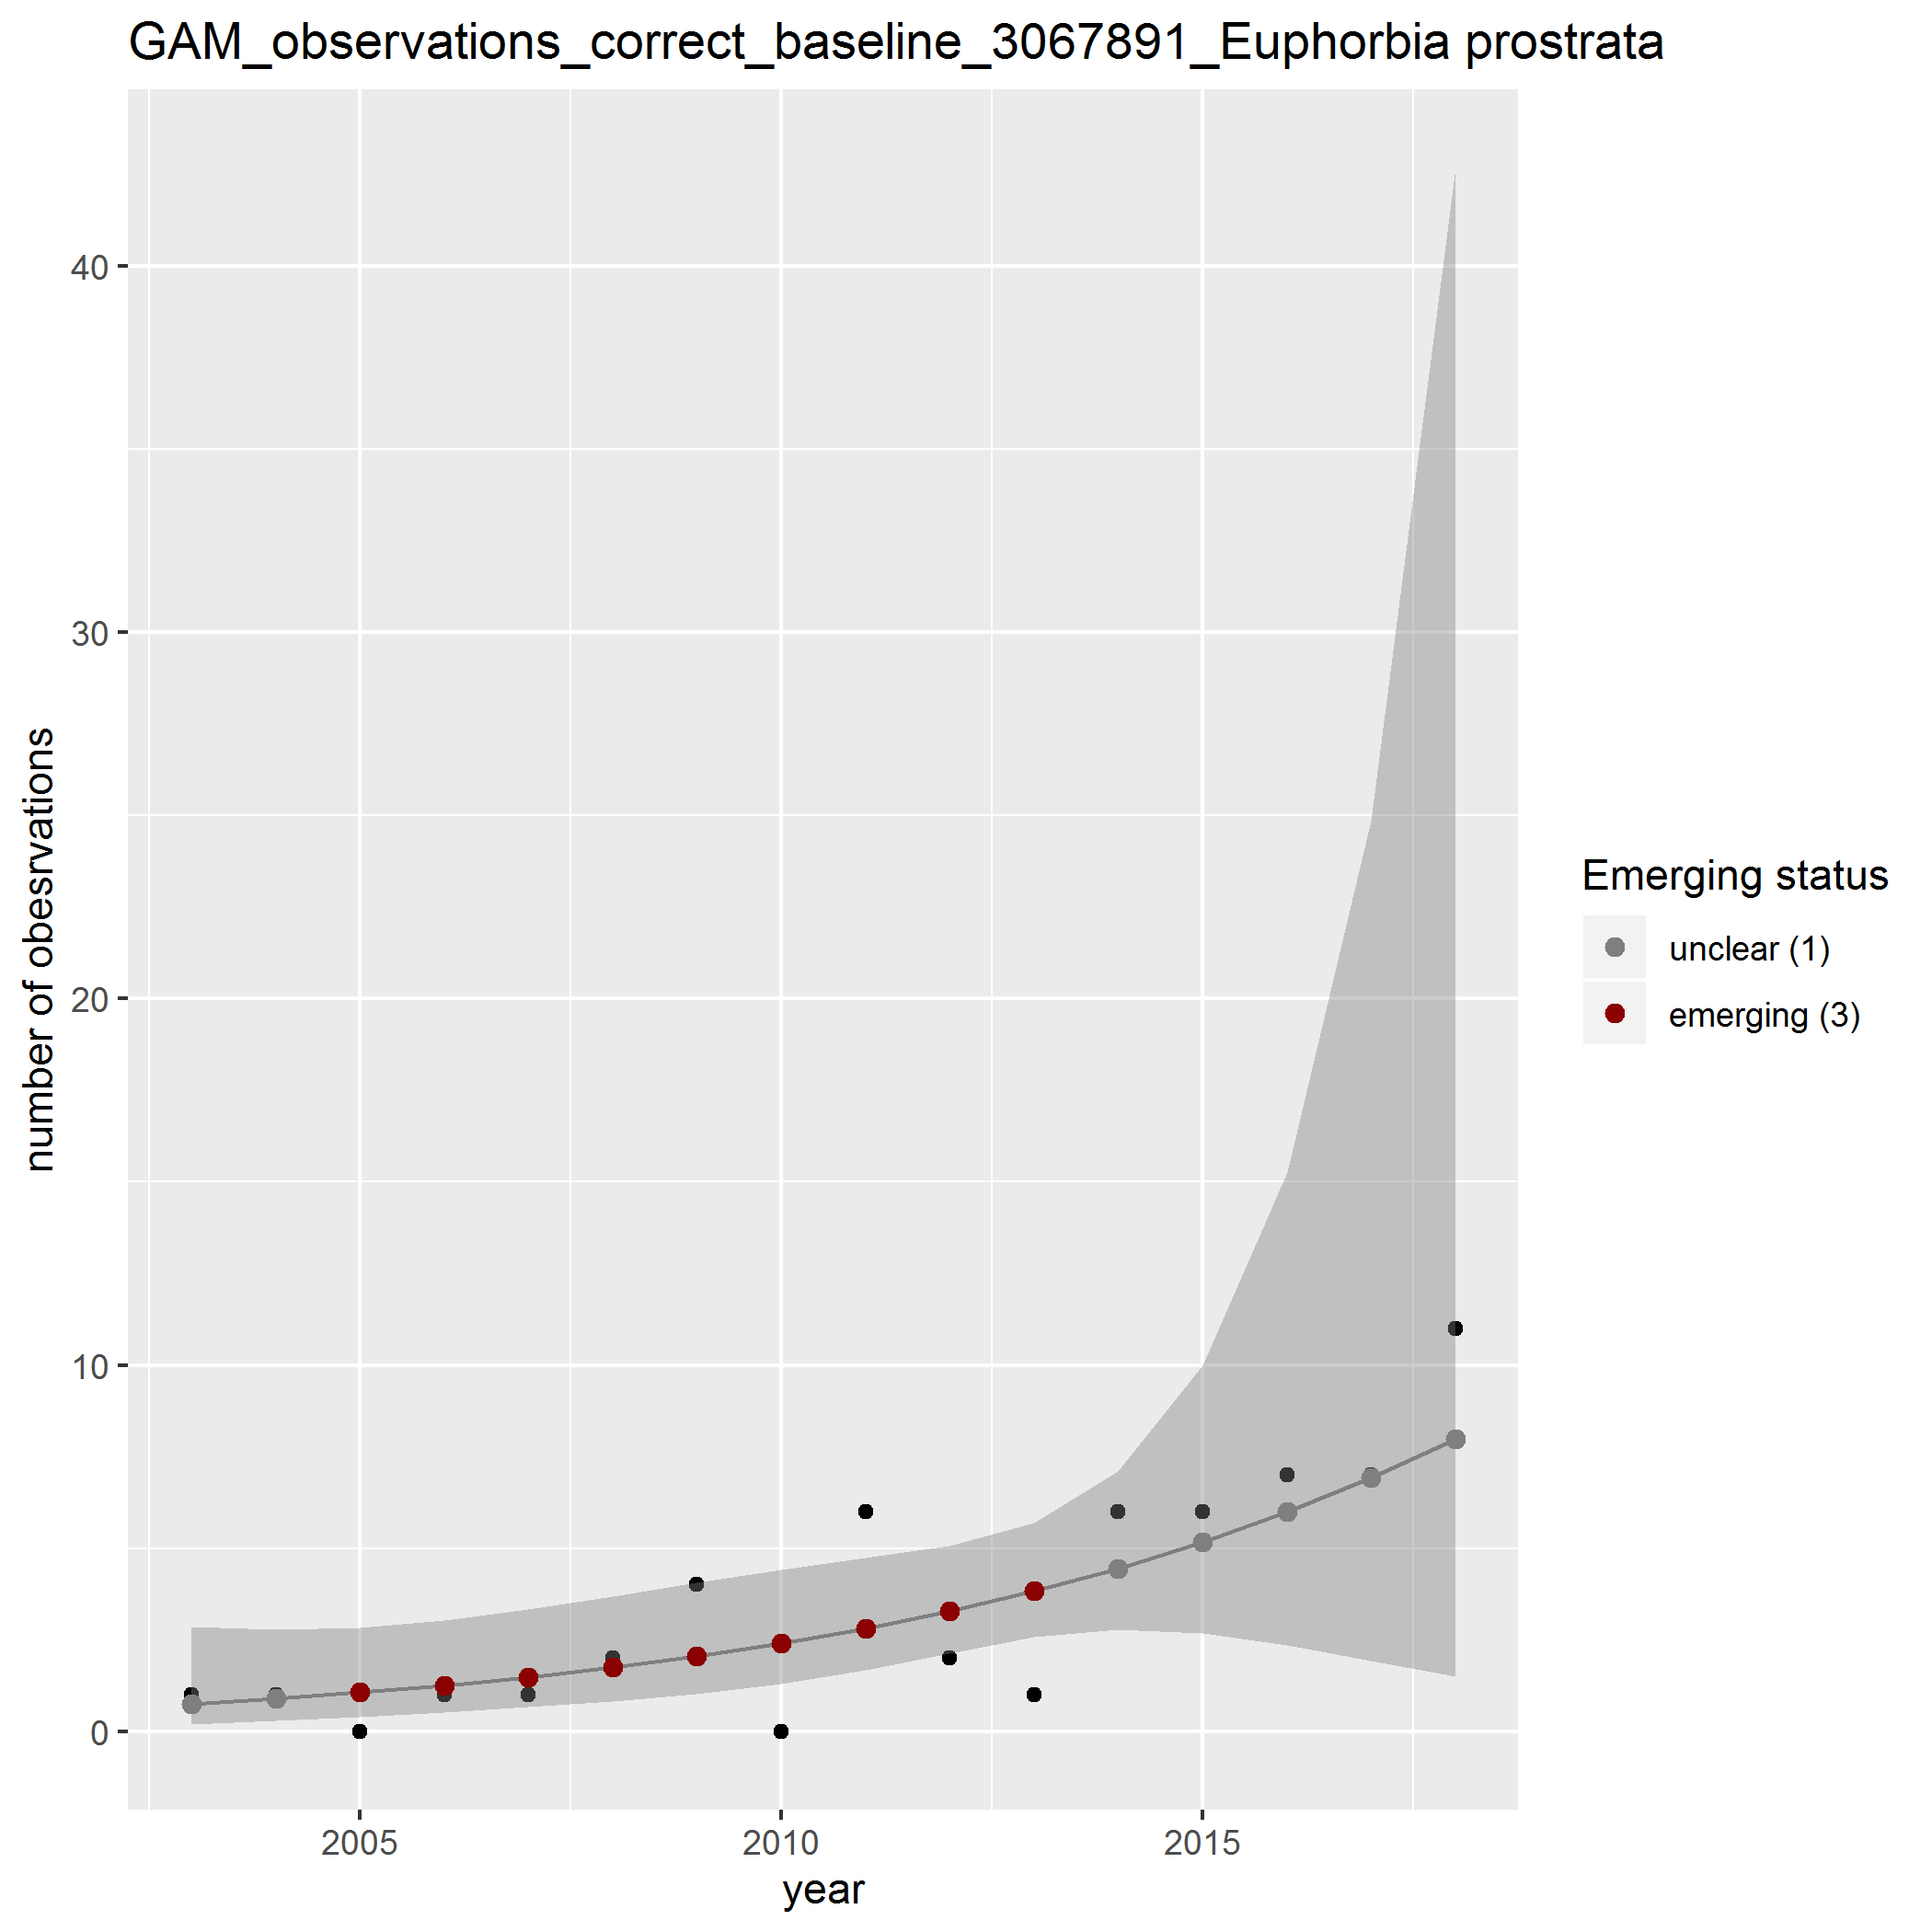 GAM_observations_correct_baseline_3067891_Euphorbia prostrata
number of obesrvations
40
30
20
10
0
2005 2010 2015
year
Emerging status
unclear (1)
emerging (3)